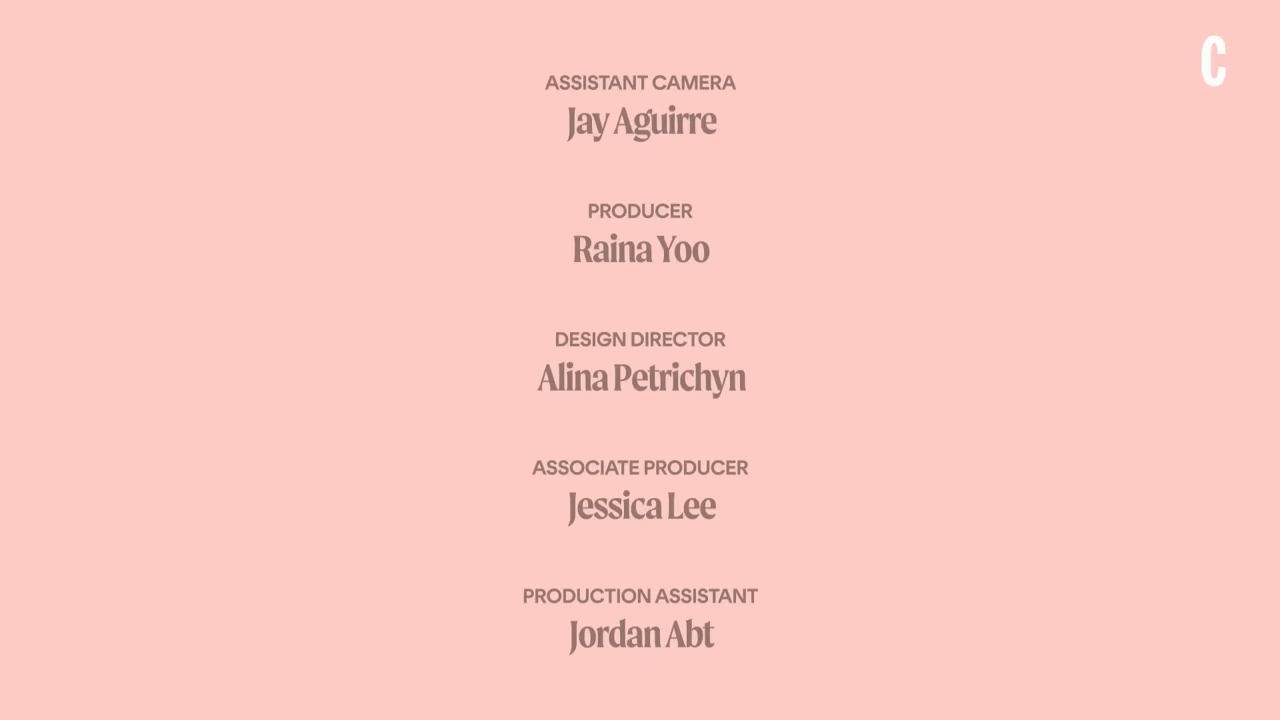 C
ASSISTANT CAMERA
Jay Aguirre
PRODUCER
Raina Yoo
DESIGN DIRECTOR
Alina Petrichyn
ASSOCIATE PRODUCER
Jessica Lee
PRODUCTION ASSISTANT
Jordan Abt